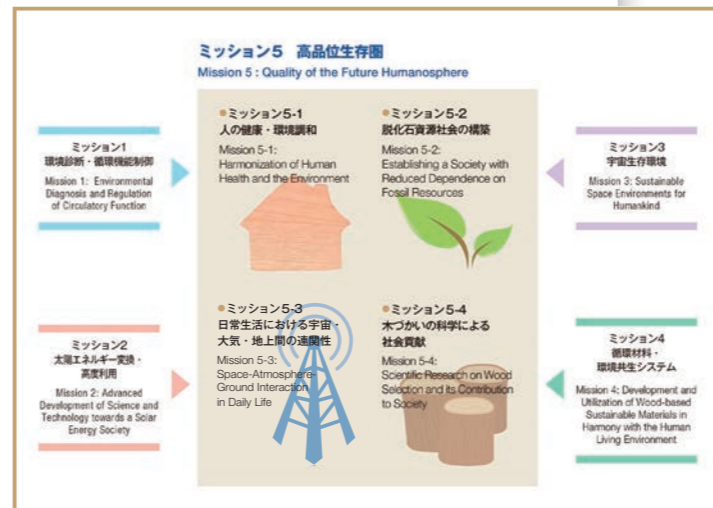 ミッション5 高品位生存圏
Mission 5 : Quality of the Future Humanosphere
ミッション1
環境診断・循環機能制御
Mission 1: Environmental
Diagnosis and Regulation
of Circulatory Function
ミッション2
太陽エネルギー変換・
高度利用
Mission 2: Advanced
Development of Science and
Technology towards a Solar
Energy Society
●ミッション5-1
人の健康・環境調和
Mission 5-1:
Harmonization of Human
Health and the Environment
●ミッション5-2
脱化石資源社会の構築
Mission 5-2:
Establishing a Society with
Reduced Dependence on
Fossil Resources
●ミッション5-3
日常生活における宇宙・
大気・地上間の連関性
Mission 5-3:
Space-Atmosphere-
Ground Interaction
in Daily Life
●ミッション5-4
木づかいの科学による
社会貢献
Mission 5-4:
Scientific Research on Wood
Selection and its Contribution
to Society
ミッション3
宇宙生存環境
Mission 3: Sustainable
Space Environments for
Humankind
ミッション4
循環材料・
環境共生システム
Mission 4: Development and
Utilization of Wood-based
Sustainable Materials in
Harmony with the Human
Living Environment